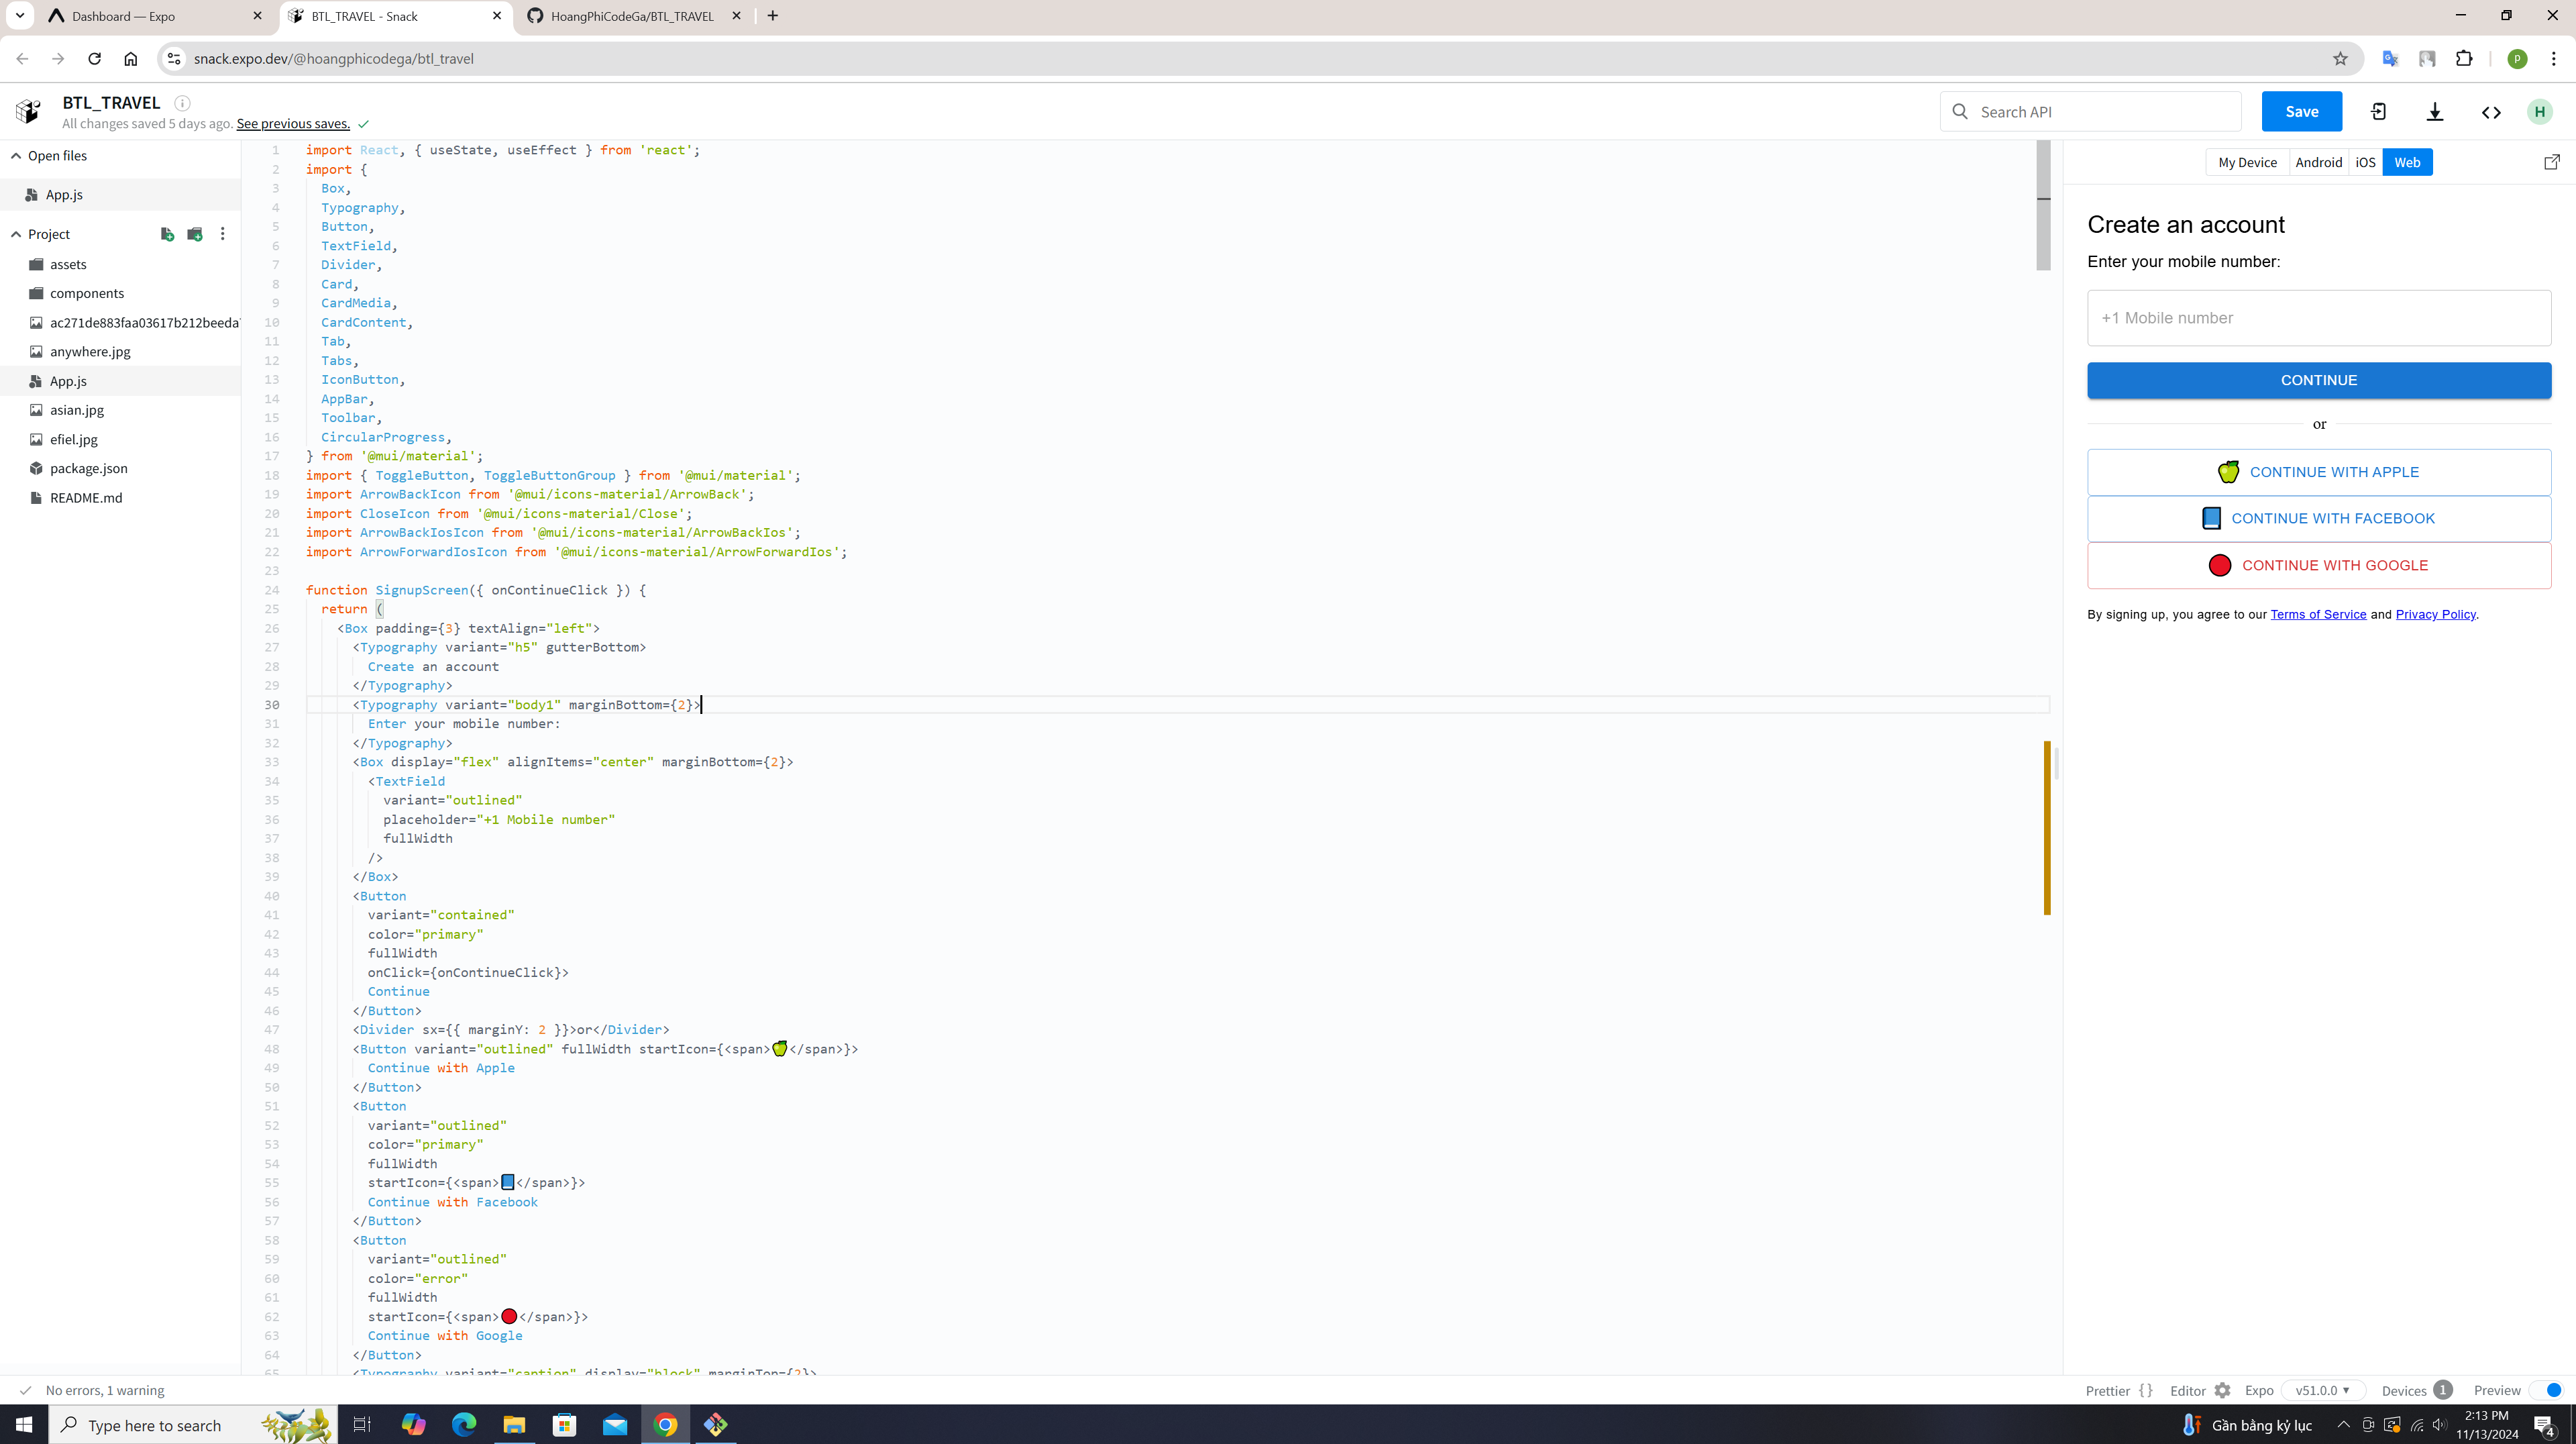 Dashboard — Expo
BTL_TRAVEL - Snack
HoangPhiCodeGa/BTL_TRAVEL
snack.expo.dev/@hoangphicodega/btl_travel
p
BTL_TRAVEL
All changes saved 5 days ago. See previous saves.
Search API
Save
H
Open files
App.js
Project
assets
components
ac271de883faa03617b212beeda
anywhere.jpg
App.js
asian.jpg
efiel.jpg
package.json
README.md
1 import React, { useState, useEffect } from 'react';
2 import {
3 Box,
4 Typography,
5 Button,
6 TextField,
7 Divider,
8 Card,
9 CardMedia,
10 CardContent,
11 Tab,
12 Tabs,
13 IconButton,
14 AppBar,
15 Toolbar,
16 CircularProgress,
17 } from '@mui/material';
18 import { ToggleButton, ToggleButtonGroup } from '@mui/material';
19 import ArrowBackIcon from '@mui/icons-material/ArrowBack';
20 import CloseIcon from '@mui/icons-material/Close';
21 import ArrowBackIosIcon from '@mui/icons-material/ArrowBackIos';
22 import ArrowForwardIosIcon from '@mui/icons-material/ArrowForwardIos';
23
24 function SignupScreen({ onContinueClick }) {
25 return (
26 <Box padding={3} textAlign="left">
27 <Typography variant="h5" gutterBottom>
28 Create an account
29 </Typography>
30 <Typography variant="body1" marginBottom={2}>
31 Enter your mobile number:
32 </Typography>
33 <Box display="flex" alignItems="center" marginBottom={2}>
34 <TextField
35 variant="outlined"
36 placeholder="+1 Mobile number"
37 fullWidth
38 />
39 </Box>
40 <Button
41 variant="contained"
42 color="primary"
43 fullWidth
44 onClick={onContinueClick}>
45 Continue
46 </Button>
47 <Divider sx={{ marginY: 2 }}>or</Divider>
48 <Button variant="outlined" fullWidth startIcon={<span>🍏</span>}>
49 Continue with Apple
50 </Button>
51 <Button
52 variant="outlined"
53 color="primary"
54 fullWidth
55 startIcon={<span>📘</span>}>
56 Continue with Facebook
57 </Button>
58 <Button
59 variant="outlined"
60 color="error"
61 fullWidth
62 startIcon={<span>🔴</span>}>
63 Continue with Google
64 </Button>
65 <Typography variant="caption" display="block" marginTop={2}>
My Device Android iOS Web
Create an account
Enter your mobile number:
+1 Mobile number
CONTINUE
or
🍏 CONTINUE WITH APPLE
📘 CONTINUE WITH FACEBOOK
🔴 CONTINUE WITH GOOGLE
By signing up, you agree to our Terms of Service and Privacy Policy.
No errors, 1 warning
Prettier {} Editor Expo v51.0.0 Devices 1 Preview
Type here to search
Gần bằng kỷ lục
2:13 PM
11/13/2024
4